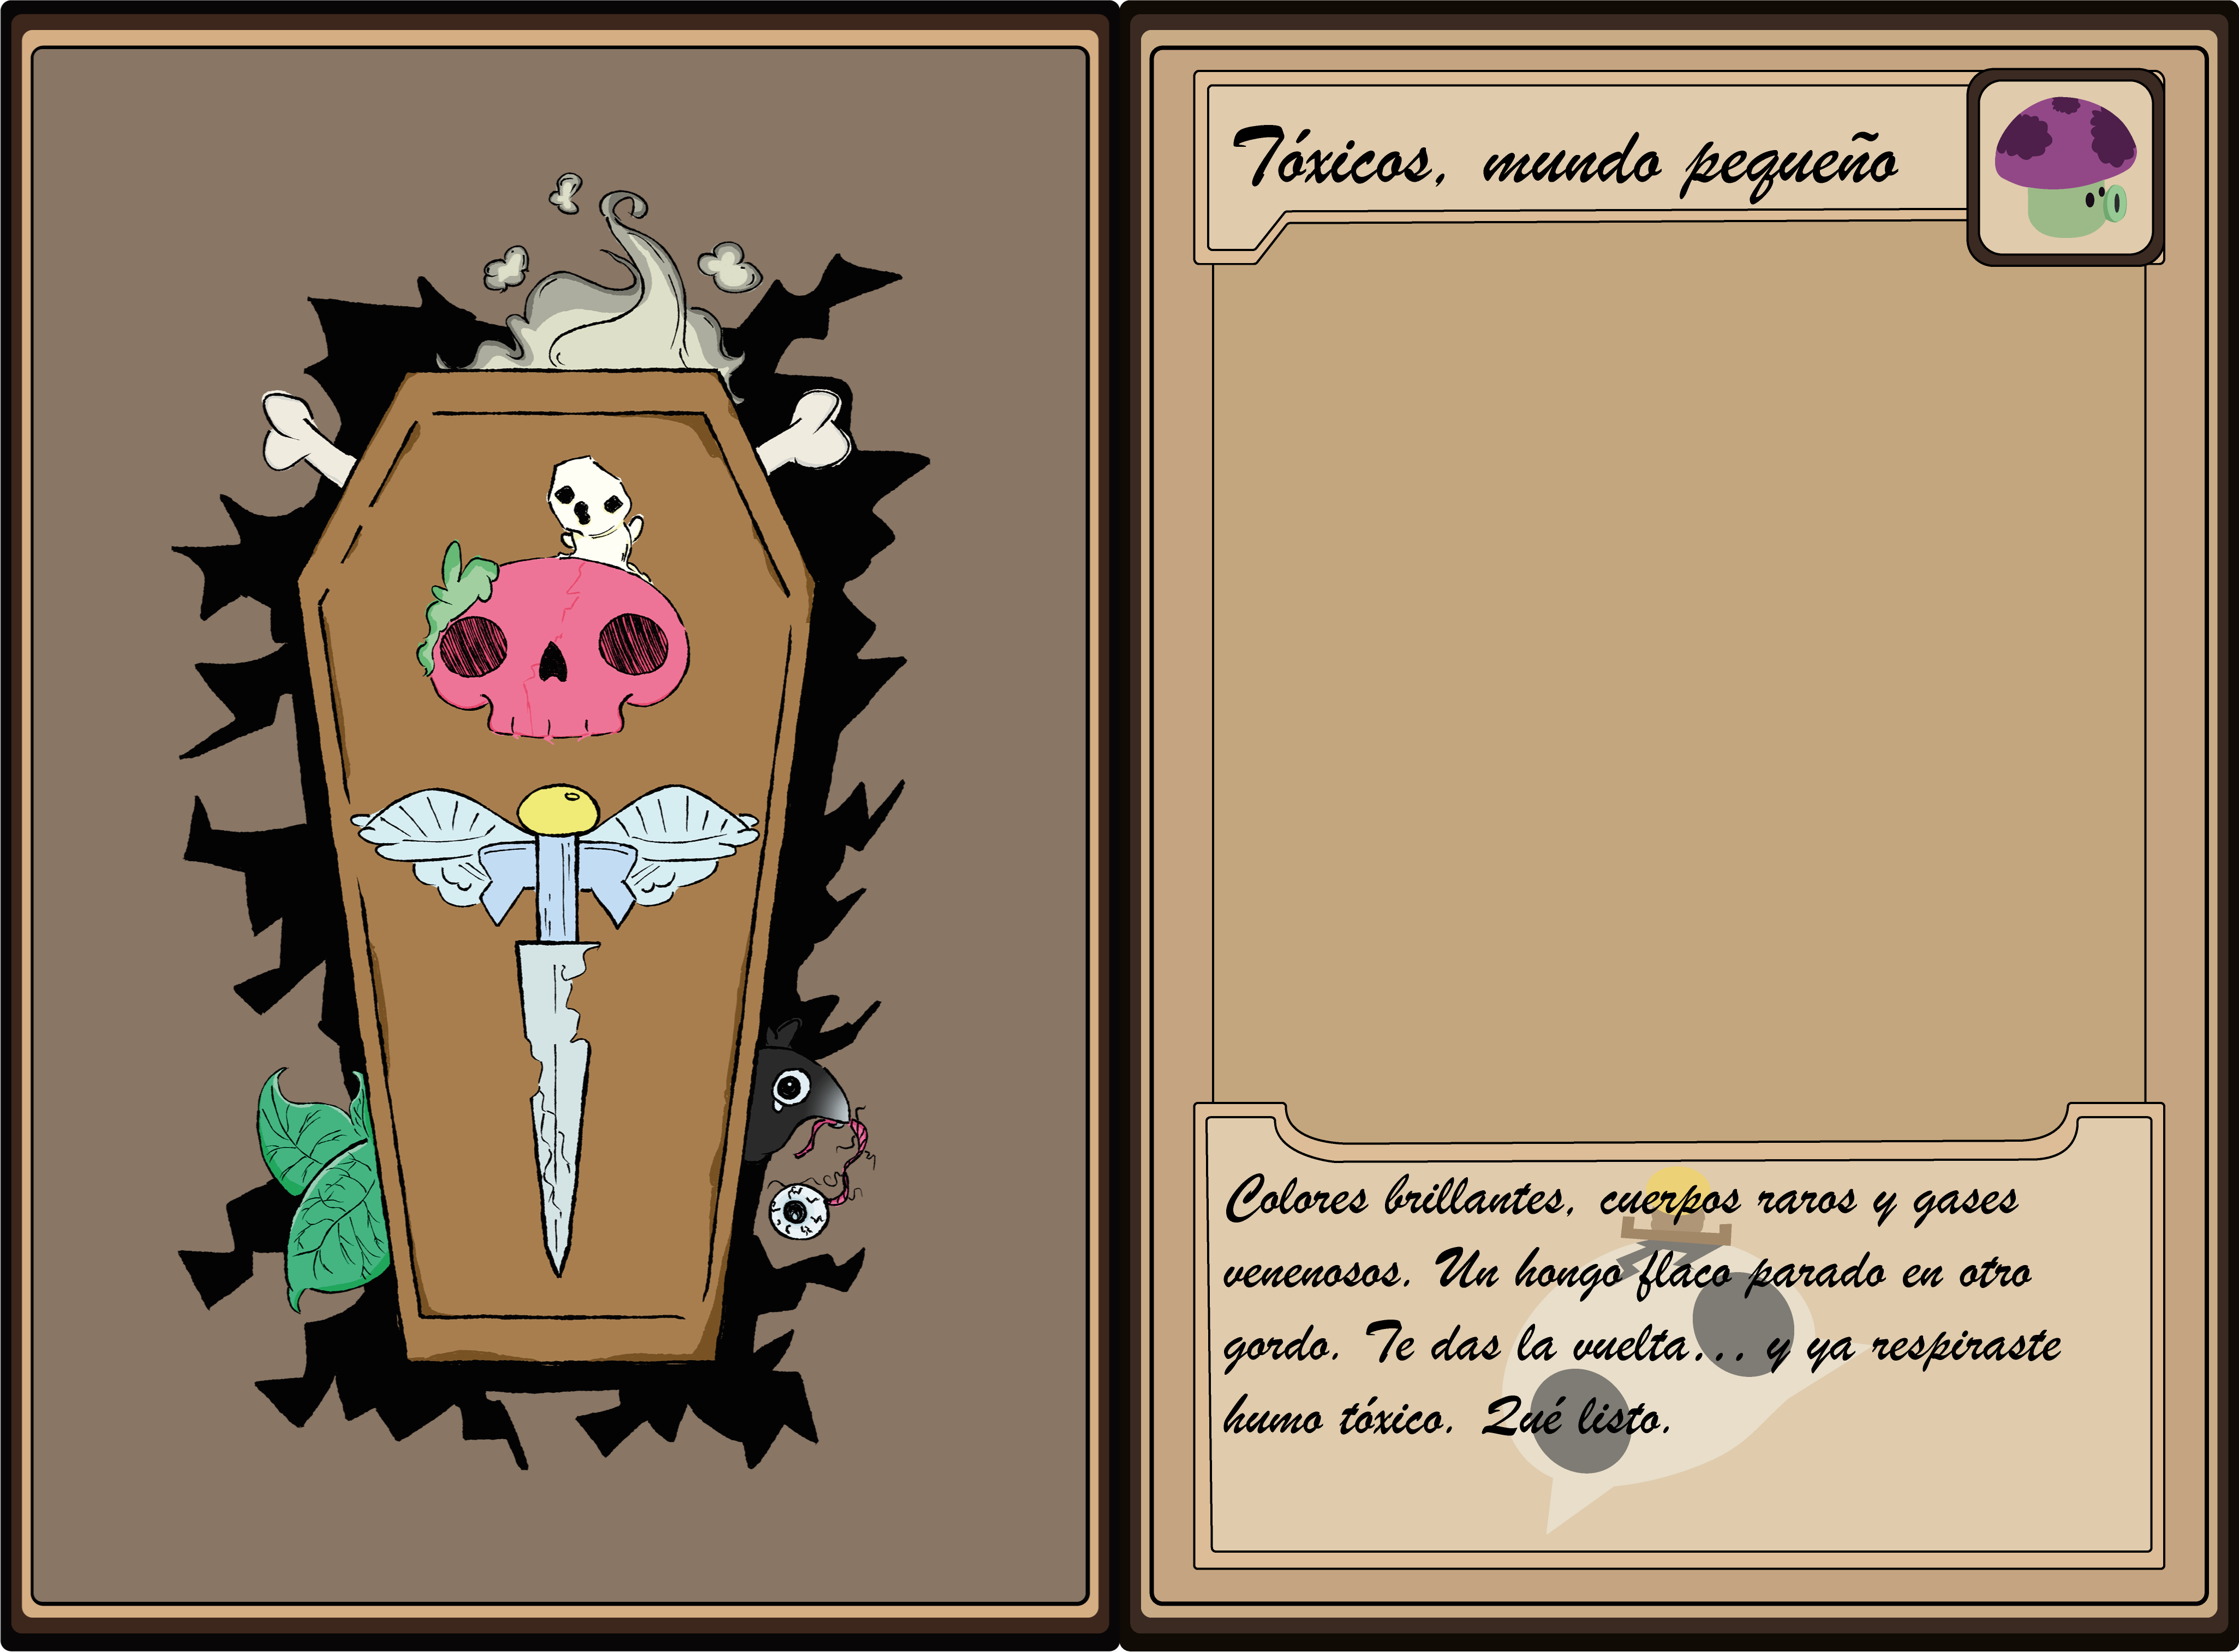 Tóxicos, mundo pequeño
Colores brillantes, cuerpos raros y gases
venenosos. Un hongo flaco parado en otro
gordo. Te das la vuelta... y ya respiraste
humo tóxico. Qué listo.